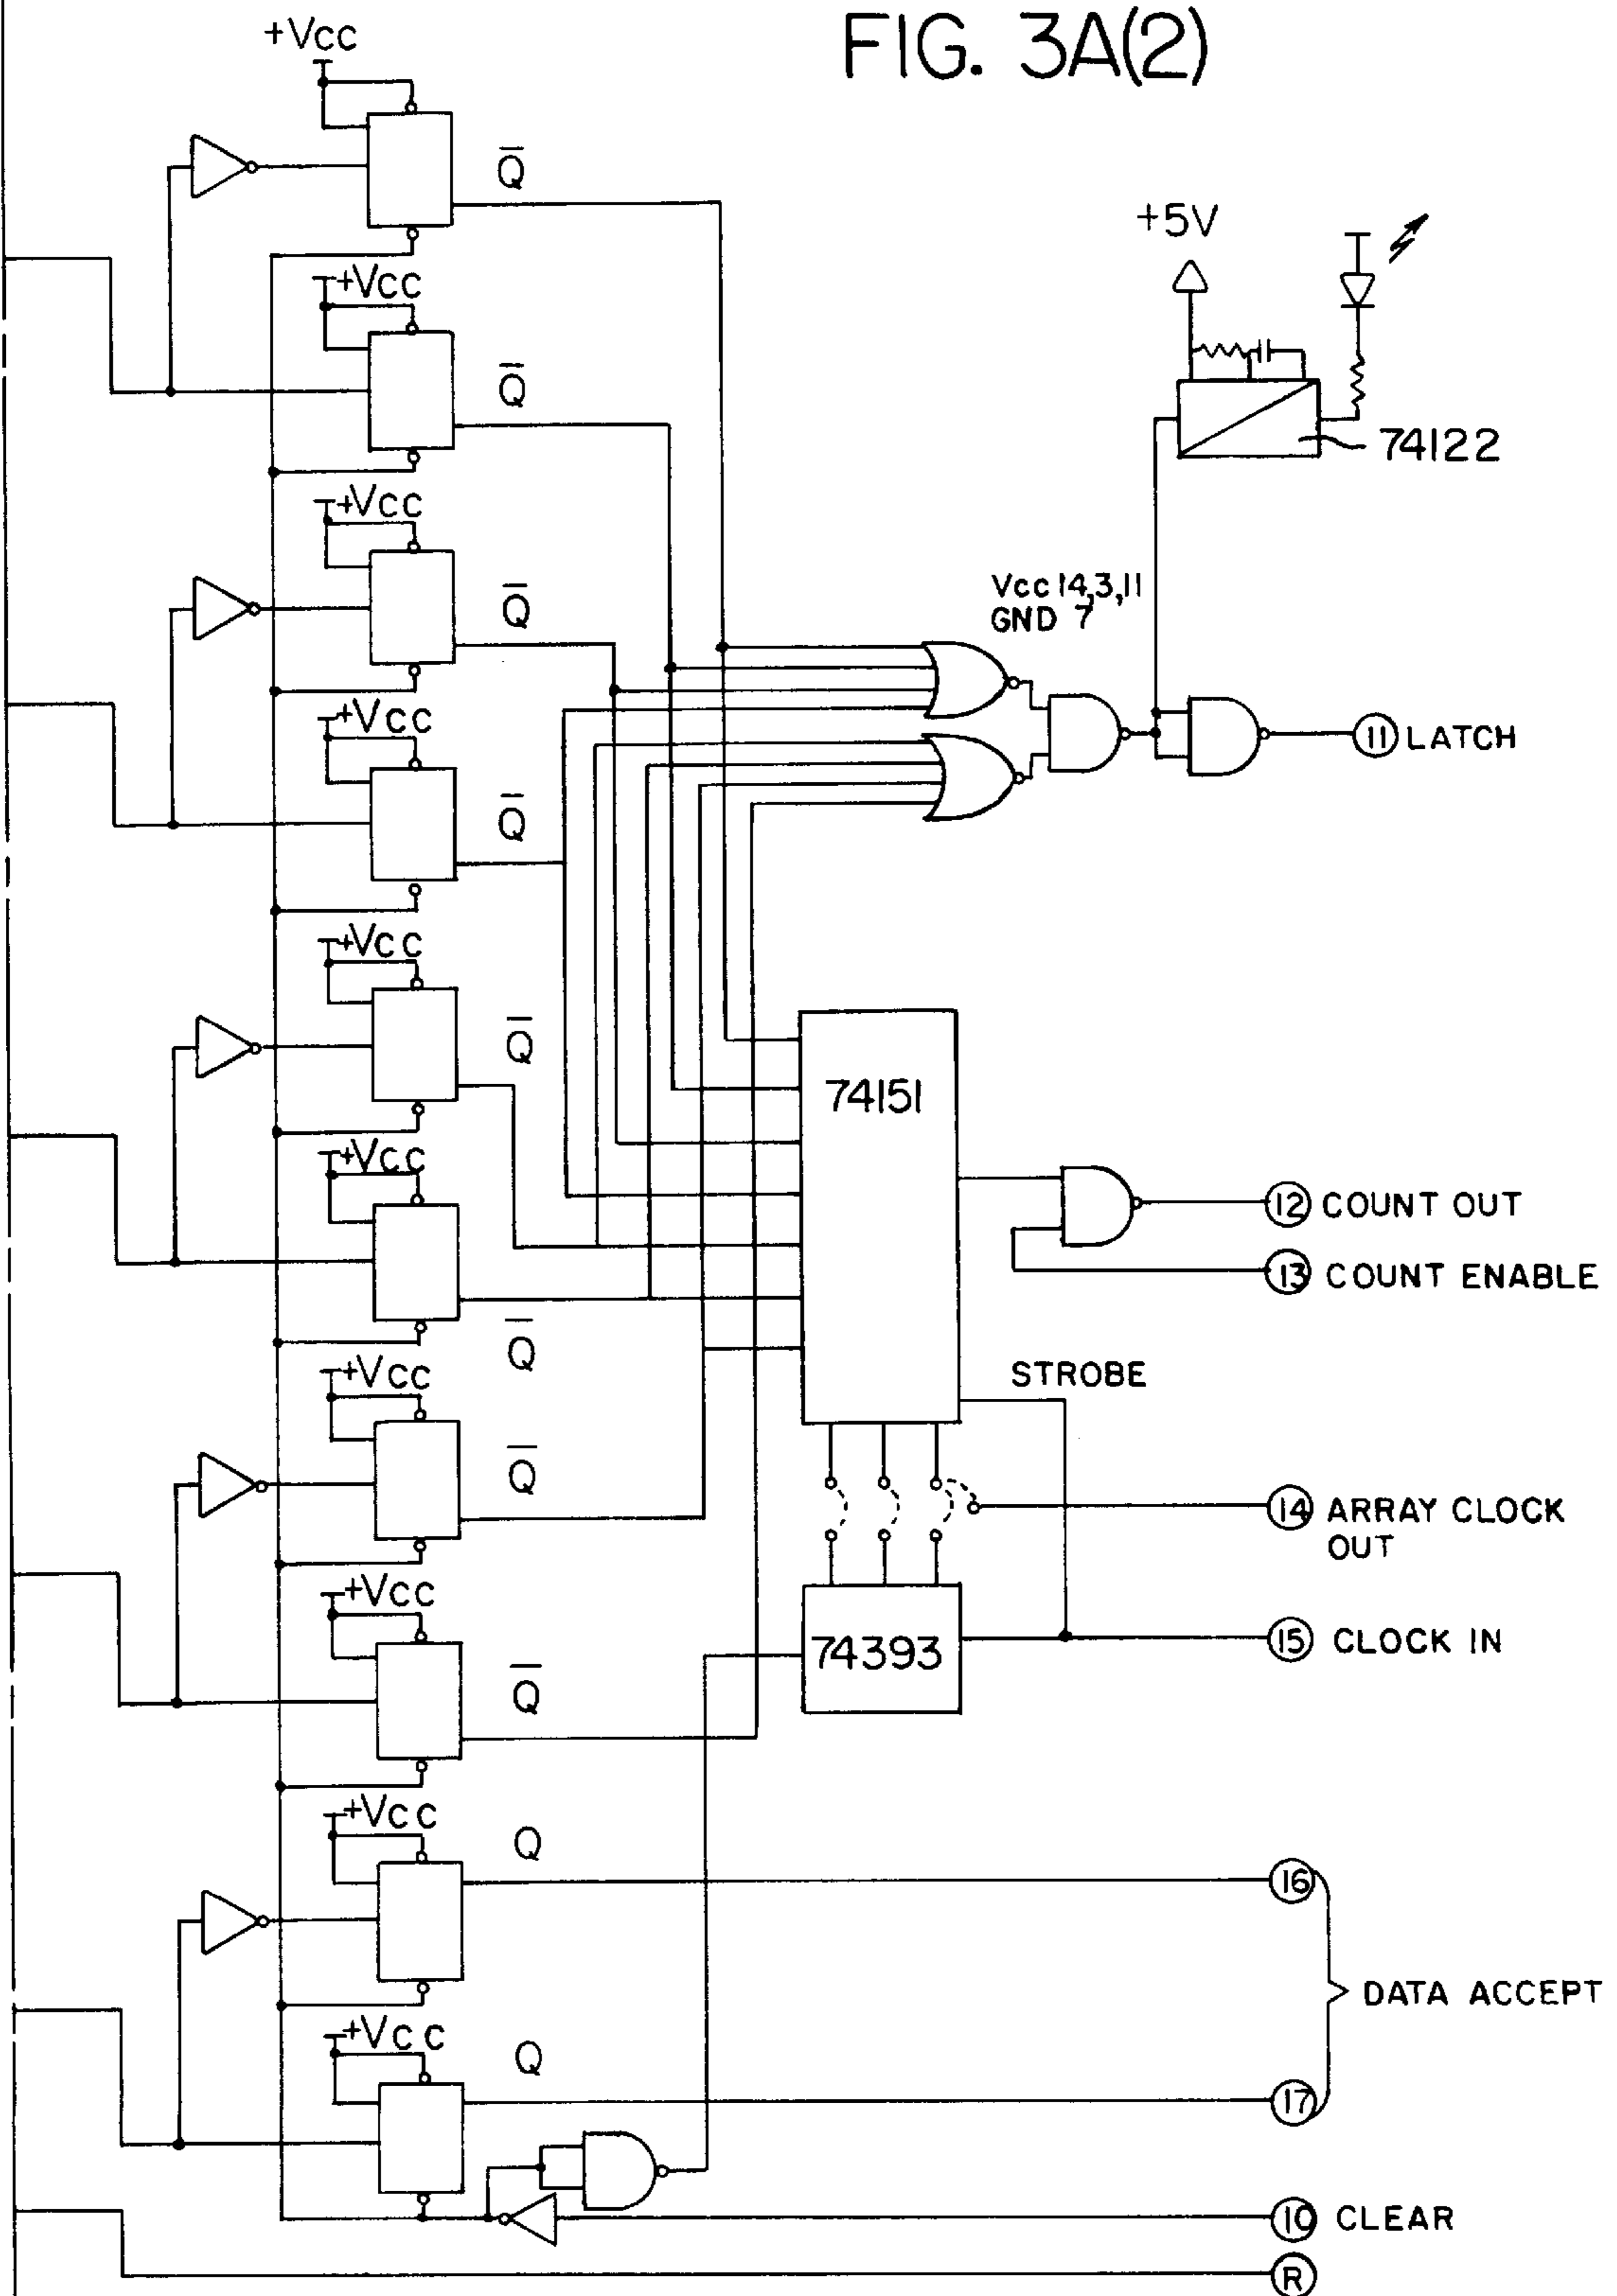 FIG. 3A(2)
+Vcc
Q
+Vcc
Q
+5V
74122
+Vcc
Q
Vcc 14,3,11
GND 7
+Vcc
Q
11 LATCH
+Vcc
Q
74151
+Vcc
Q
12 COUNT OUT
13 COUNT ENABLE
+Vcc
Q
STROBE
14 ARRAY CLOCK
OUT
+Vcc
Q
74393
15 CLOCK IN
+Vcc
Q
16
DATA ACCEPT
+Vcc
Q
17
10 CLEAR
R